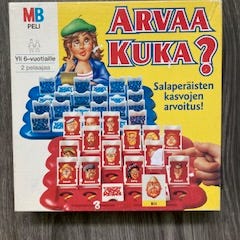 MB
PELI
ARVAA
KUKA?
Yli 6-vuotiaille
2 pelaajaa
Salaperäisten
kasvojen
arvoitus!